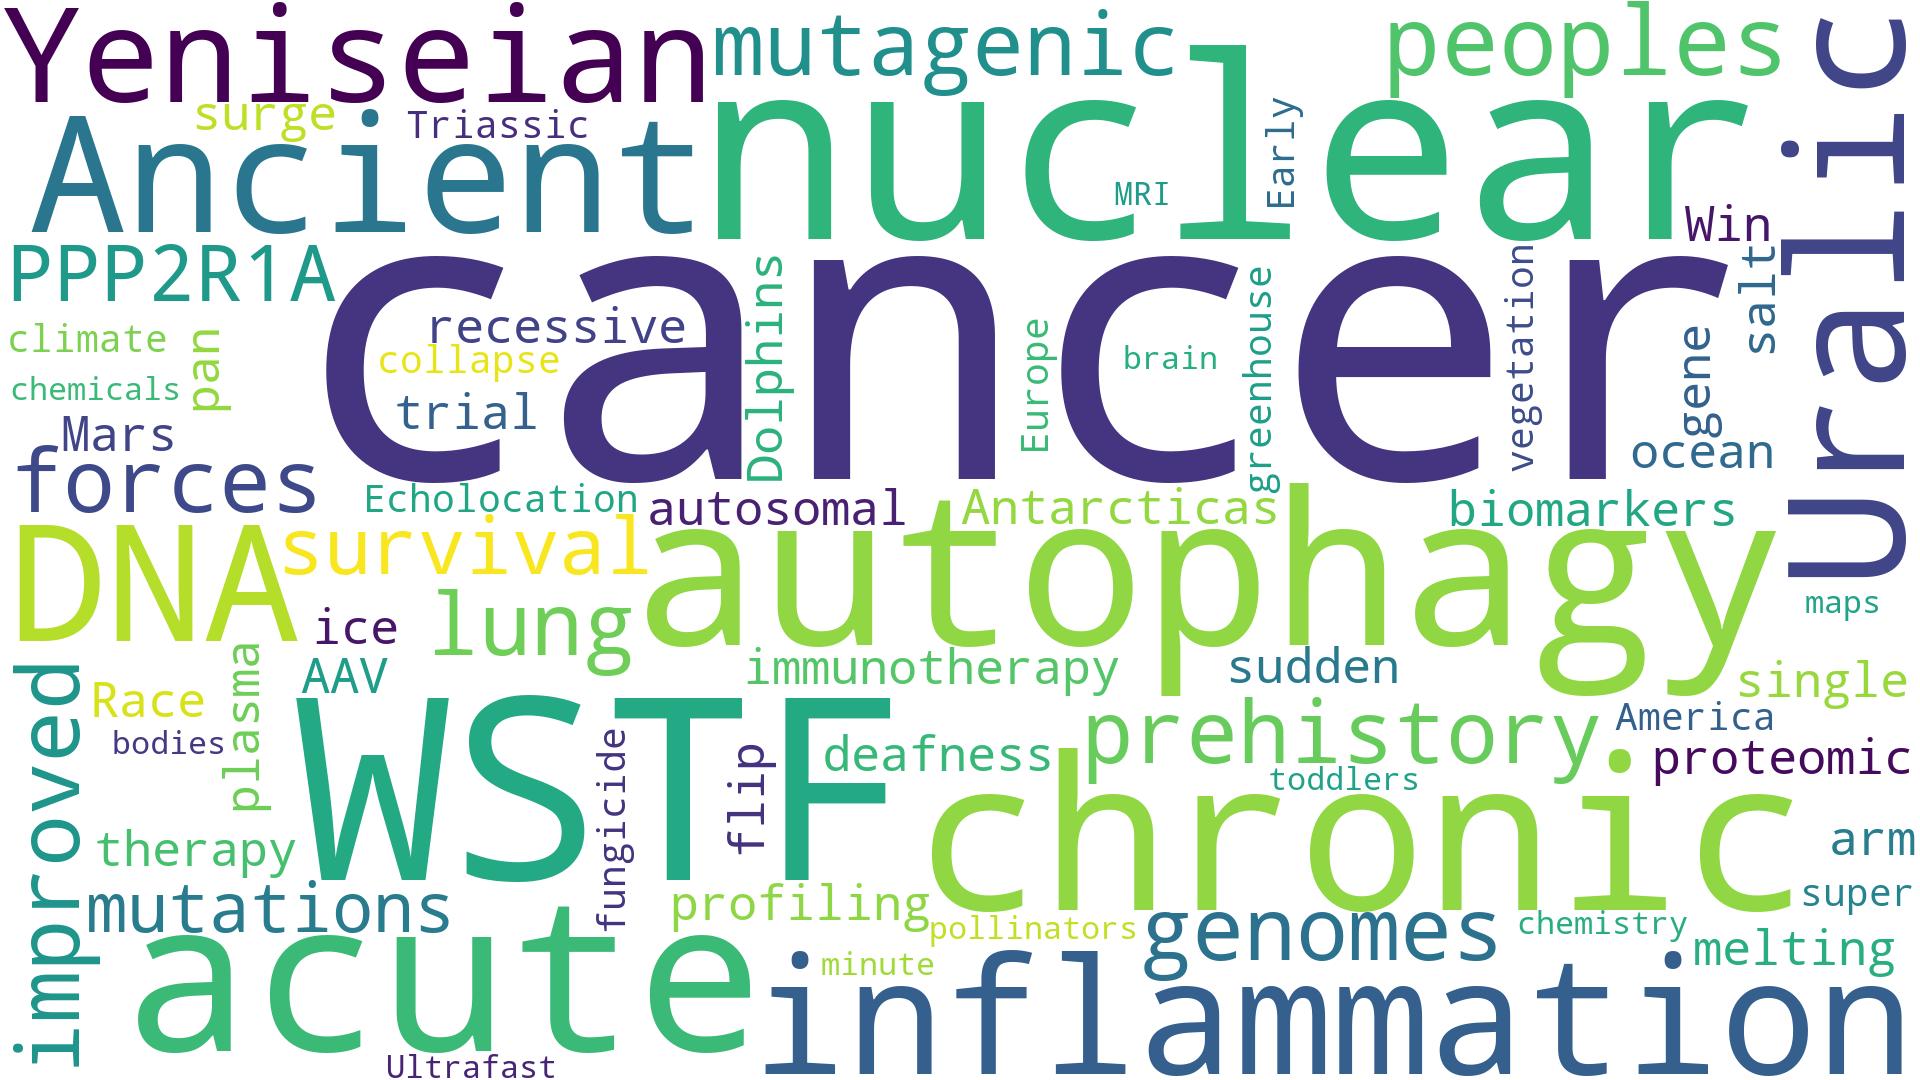 Yeniseian
mutagenic
peoples
Uralic
surge
Triassic
Ancient
nuclear
Early
MRI
Win
PPP2R1A
cancer
recessive
Dolphins
greenhouse
vegetation
salt
climate
pan
collapse
Europe
brain
gene
chemicals
trial
Mars
ocean
forces
Echolocation
autosomal
Antarcticas
biomarkers
DNA
survival
autophagy
maps
ice
lung
improved
plasma
AAV
immunotherapy
sudden
single
Race
WSTF
prehistory
America
bodies
fungicide
flip
deafness
proteomic
toddlers
chronic
therapy
arm
mutations
profiling
super
pollinators
genomes
chemistry
acute
minute
inflammation
melting
Ultrafast